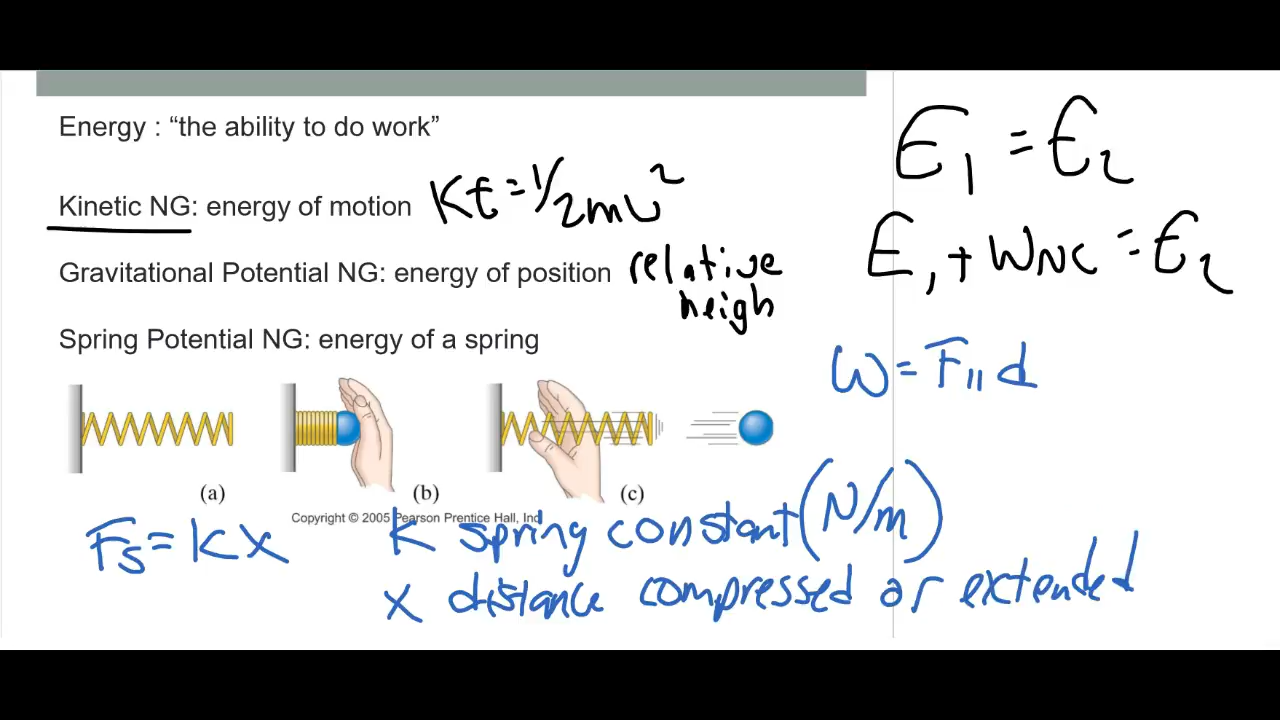 Energy : “the ability to do work”
Kinetic NG: energy of motion KE = 1/2 mv²
Gravitational Potential NG: energy of position relative
heigh
Spring Potential NG: energy of a spring
(a) (b) (c)
Copyright © 2005 Pearson Prentice Hall, Inc
Fs = kx
k spring constant (N/m)
x distance compressed or extended
E₁ = E₂
E₁ + WNC = E₂
W = F॥ d